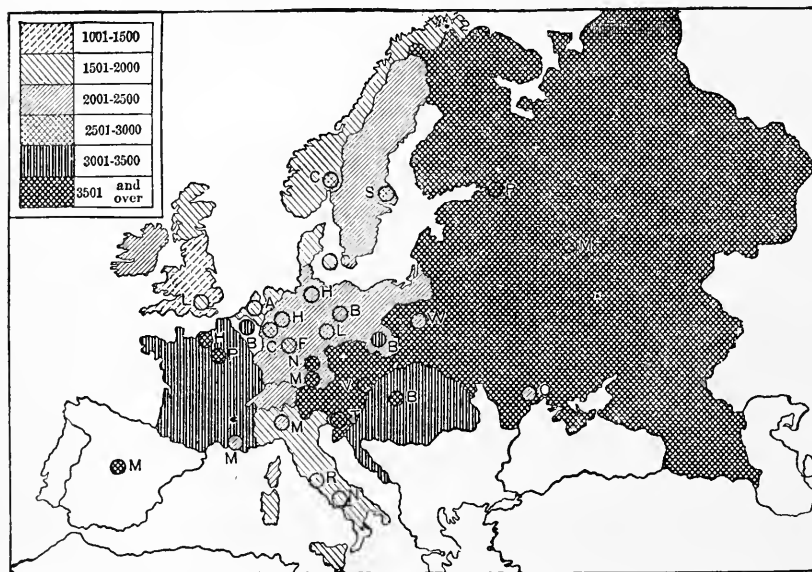 1001-1500
1501-2000
2001-2500
2501-3000
3001-3500
3501 and over
C
S
P
M
L
A
H
B
W
H
B
H
L
B
P
C
F
N
M
V
B
O
T
M
M
M
R
N